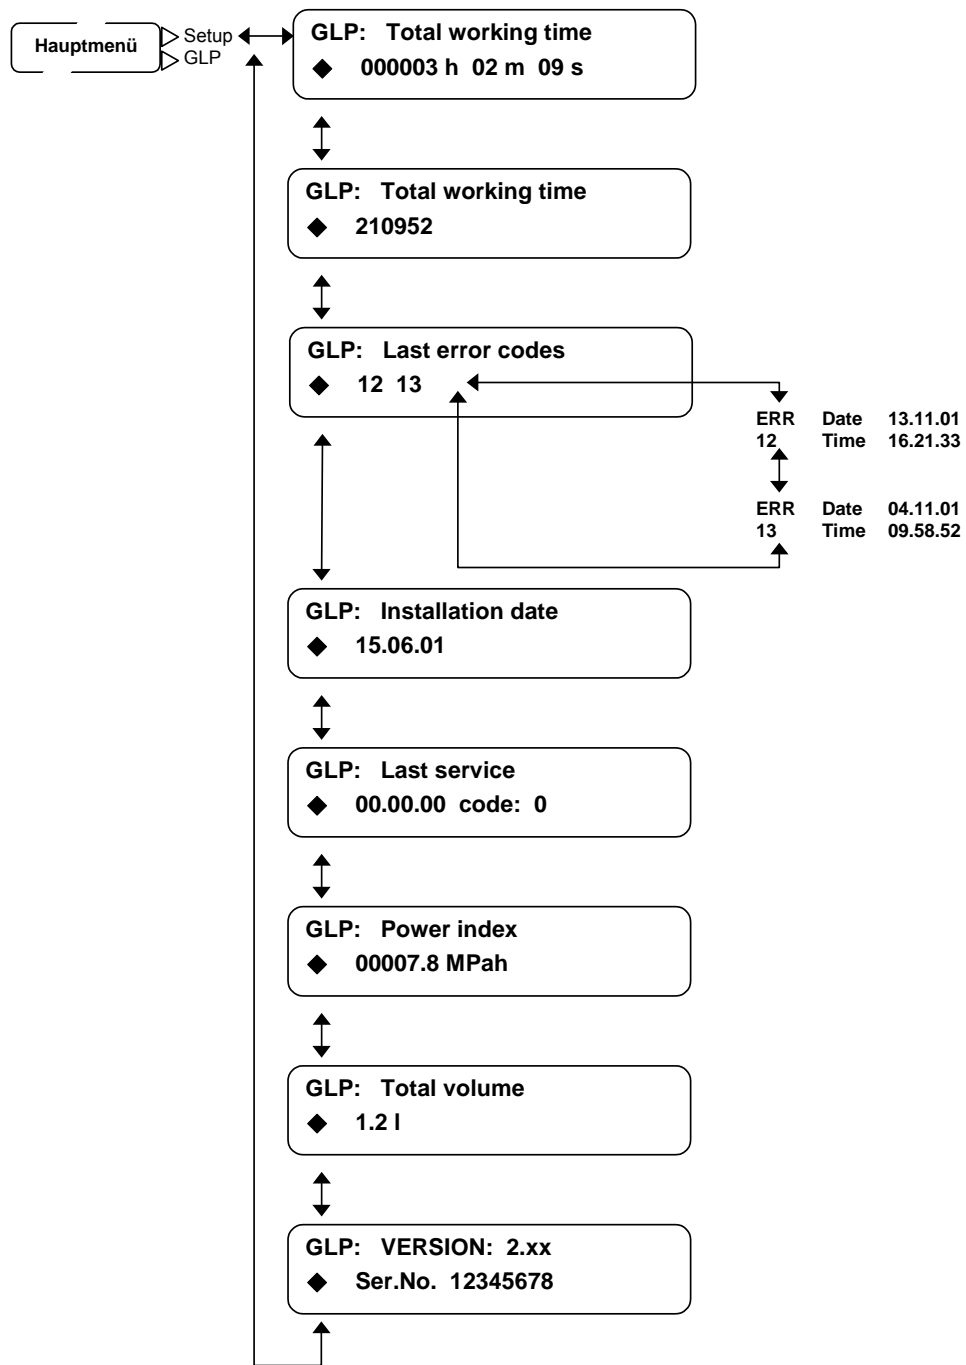 Hauptmenü
Setup
GLP
GLP: Total working time
000003 h 02 m 09 s
GLP: Total working time
210952
GLP: Last error codes
12 13
ERR Date 13.11.01
12 Time 16.21.33
ERR Date 04.11.01
13 Time 09.58.52
GLP: Installation date
15.06.01
GLP: Last service
00.00.00 code: 0
GLP: Power index
00007.8 MPah
GLP: Total volume
1.2 l
GLP: VERSION: 2.xx
Ser.No. 12345678